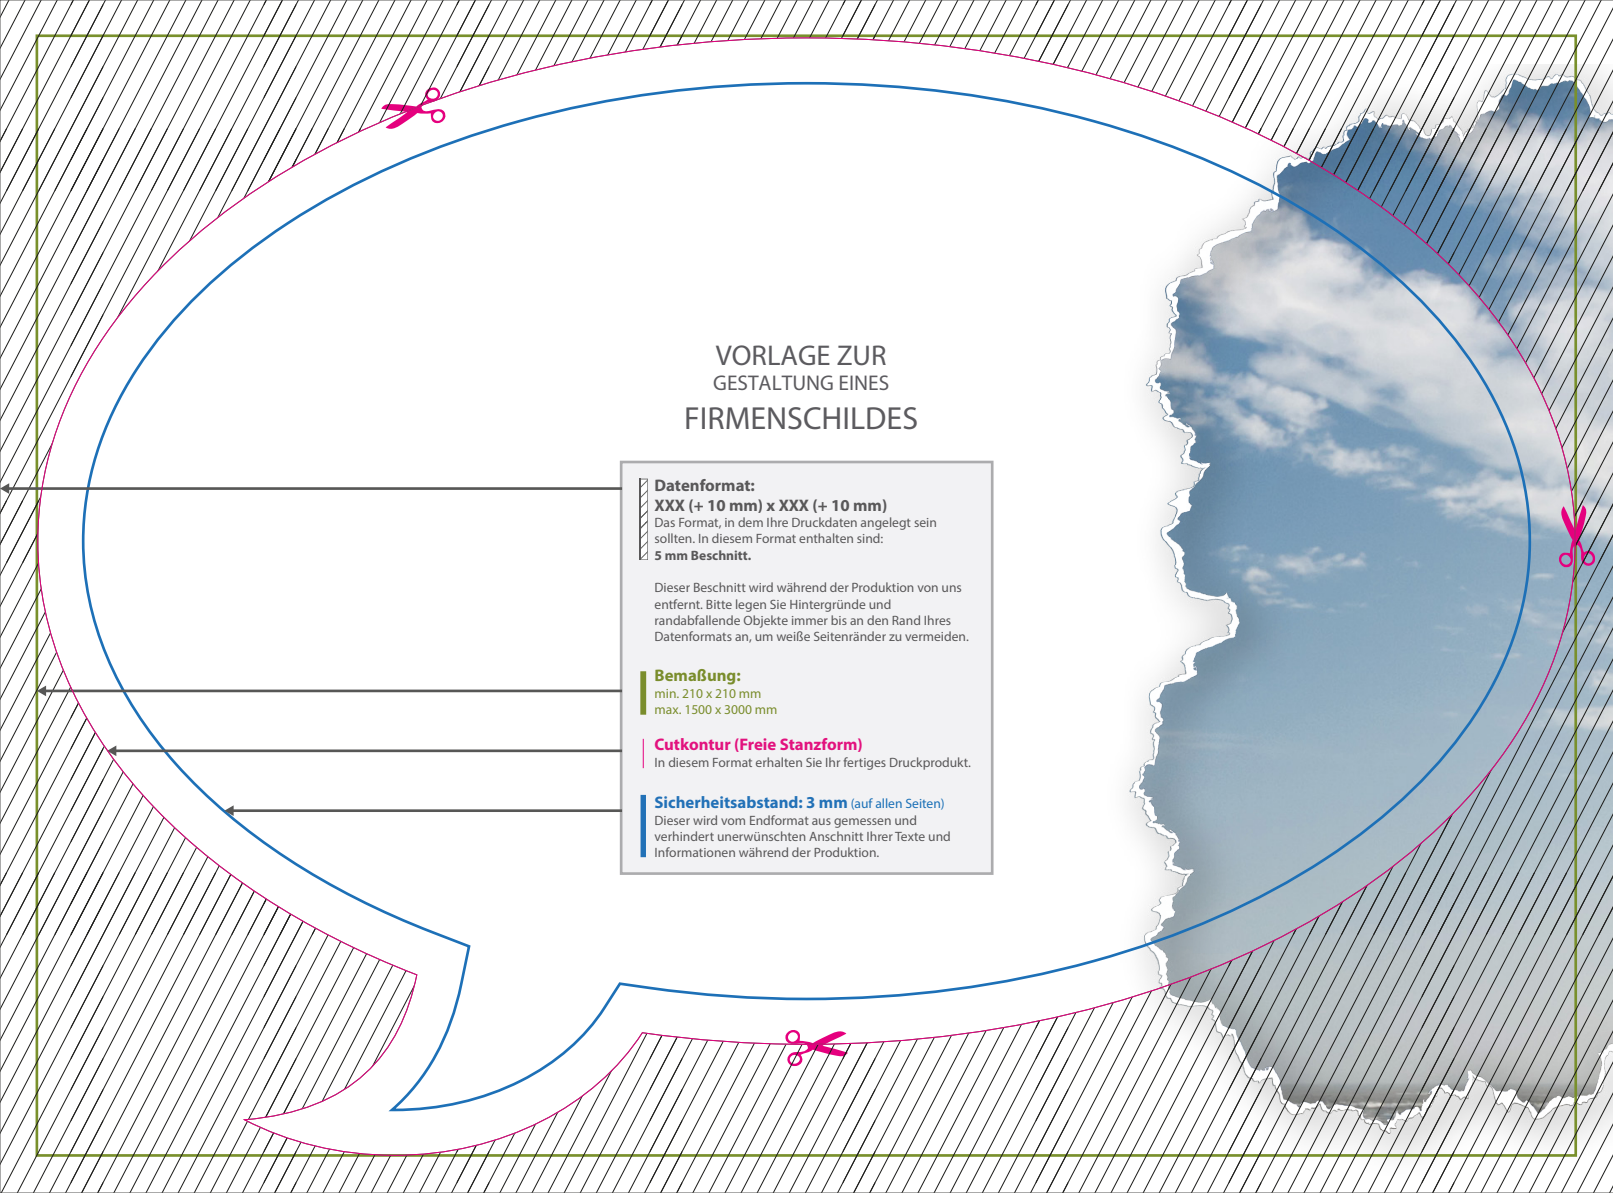 VORLAGE ZUR
GESTALTUNG EINES
FIRMENSCHILDES
Datenformat:
XXX (+ 10 mm) x XXX (+ 10 mm)
Das Format, in dem Ihre Druckdaten angelegt sein
sollten. In diesem Format enthalten sind:
5 mm Beschnitt.
Dieser Beschnitt wird während der Produktion von uns
entfernt. Bitte legen Sie Hintergründe und
randabfallende Objekte immer bis an den Rand Ihres
Datenformats an, um weiße Seitenränder zu vermeiden.
Bemaßung:
min. 210 x 210 mm
max. 1500 x 3000 mm
Cutkontur (Freie Stanzform)
In diesem Format erhalten Sie Ihr fertiges Druckprodukt.
Sicherheitsabstand: 3 mm (auf allen Seiten)
Dieser wird vom Endformat aus gemessen und
verhindert unerwünschten Anschnitt Ihrer Texte und
Informationen während der Produktion.